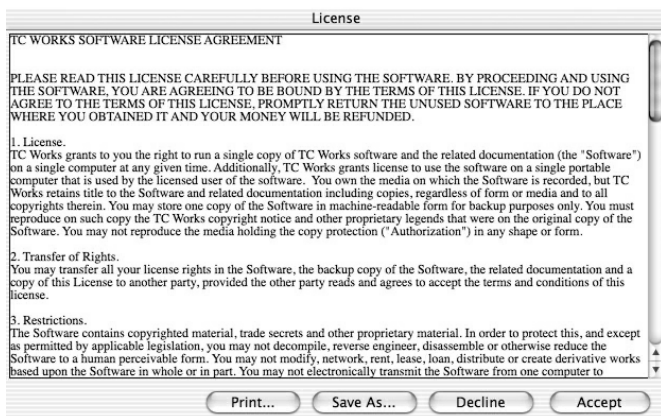 License
TC WORKS SOFTWARE LICENSE AGREEMENT
PLEASE READ THIS LICENSE CAREFULLY BEFORE USING THE SOFTWARE. BY PROCEEDING AND USING
THE SOFTWARE, YOU ARE AGREEING TO BE BOUND BY THE TERMS OF THIS LICENSE. IF YOU DO NOT
AGREE TO THE TERMS OF THIS LICENSE, PROMPTLY RETURN THE UNUSED SOFTWARE TO THE PLACE
WHERE YOU OBTAINED IT AND YOUR MONEY WILL BE REFUNDED.
1. License.
TC Works grants to you the right to run a single copy of TC Works software and the related documentation (the "Software")
on a single computer at any given time. Additionally, TC Works grants license to use the software on a single portable
computer that is used by the licensed user of the software. You own the media on which the Software is recorded, but TC
Works retains title to the Software and related documentation including copies, regardless of form or media and to all
copyrights therein. You may store one copy of the Software in machine-readable form for backup purposes only. You must
reproduce on such copy the TC Works copyright notice and other proprietary legends that were on the original copy of the
Software. You may not reproduce the media holding the copy protection ("Authorization") in any shape or form.
2. Transfer of Rights.
You may transfer all your license rights in the Software, the backup copy of the Software, the related documentation and a
copy of this License to another party, provided the other party reads and agrees to accept the terms and conditions of this
license.
3. Restrictions.
The Software contains copyrighted material, trade secrets and other proprietary material. In order to protect this, and except
as permitted by applicable legislation, you may not decompile, reverse engineer, disassemble or otherwise reduce the
Software to a human perceivable form. You may not modify, network, rent, lease, loan, distribute or create derivative works
based upon the Software in whole or in part. You may not electronically transmit the Software from one computer to
Print... Save As... Decline Accept